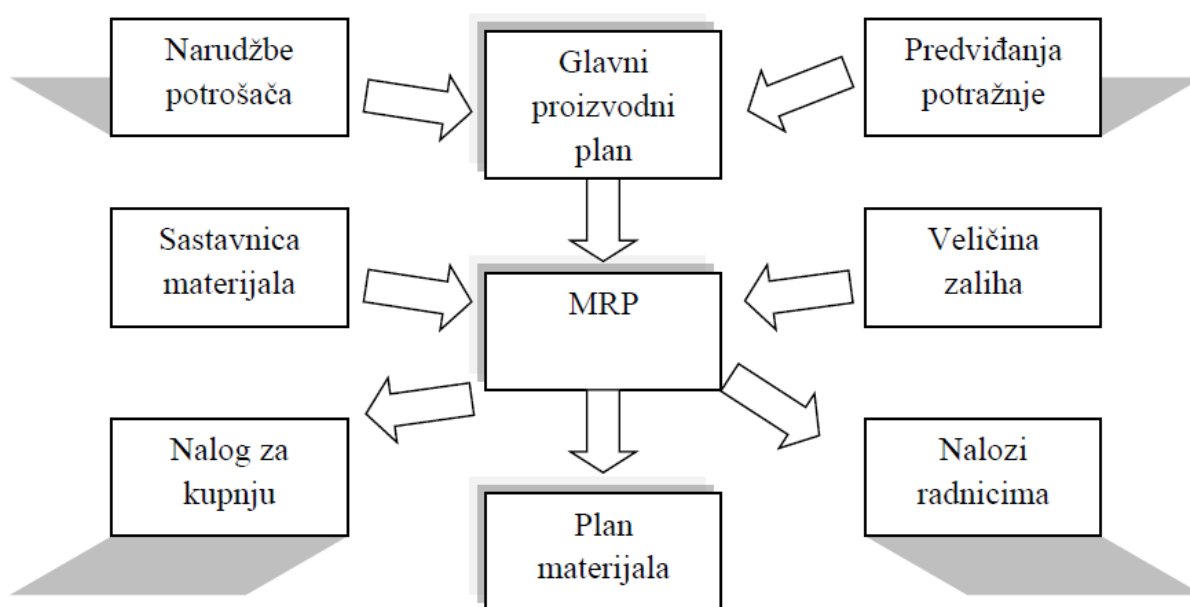 Narudžbe
potrošača
Glavni
proizvodni
plan
Predviđanja
potražnje
Sastavnica
materijala
MRP
Veličina
zaliha
Nalog za
kupnju
Plan
materijala
Nalozi
radnicima